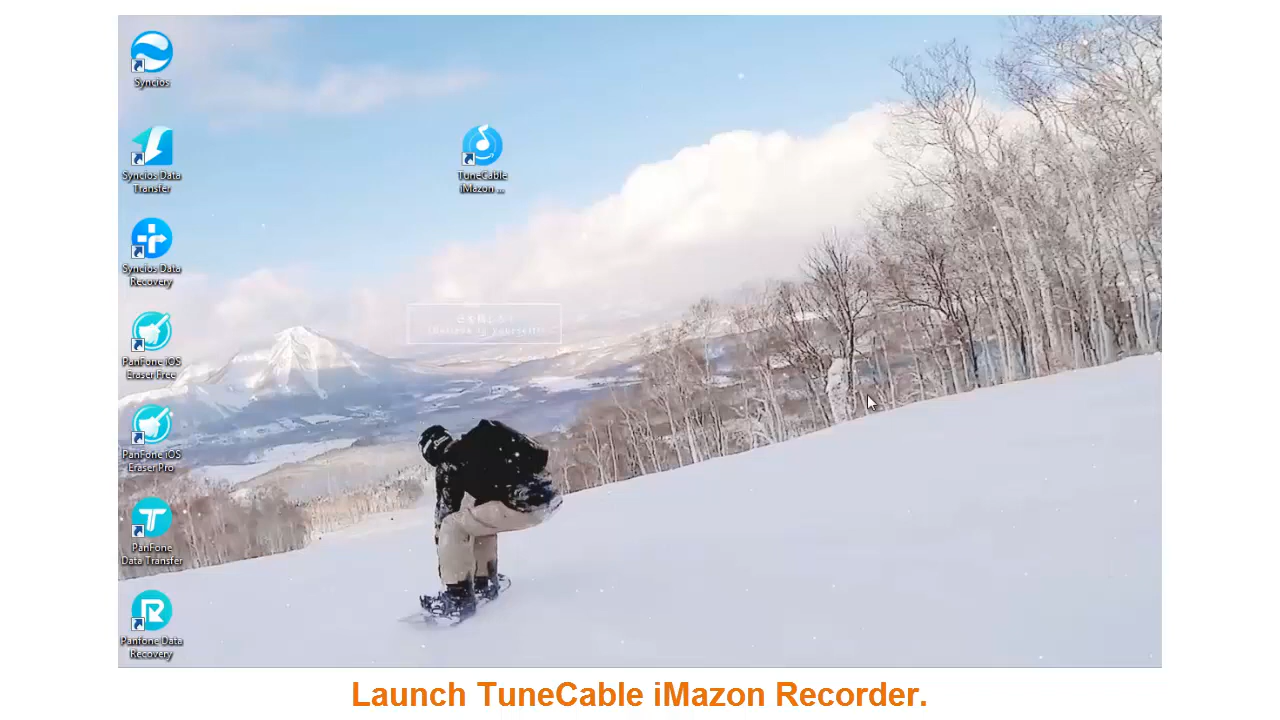 Syncios
Syncios Data
Transfer
TuneCable
iMazon ...
Syncios Data
Recovery
PanFone iOS
Eraser Free
PanFone iOS
Eraser Pro
PanFone
Data Transfer
Panfone Data
Recovery
Launch TuneCable iMazon Recorder.